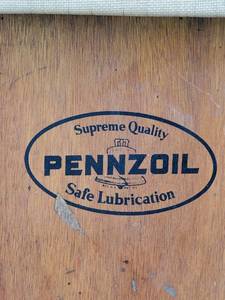 Supreme Quality
PENNZOIL
Safe Lubrication